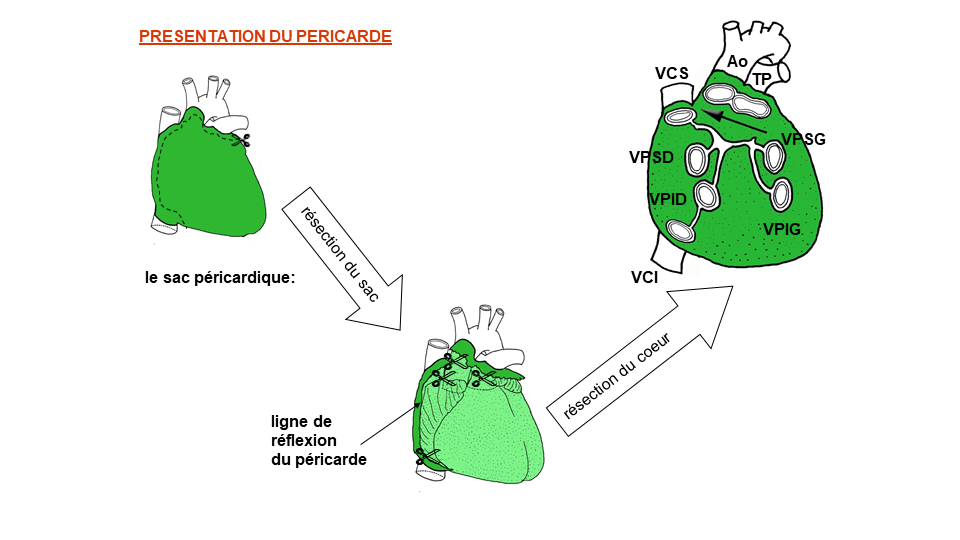 PRESENTATION DU PERICARDE
le sac péricardique:
résection du sac
ligne de
réflexion
du péricarde
résection du coeur
Ao
TP
VCS
VPSG
VPSD
VPID
VPIG
VCI